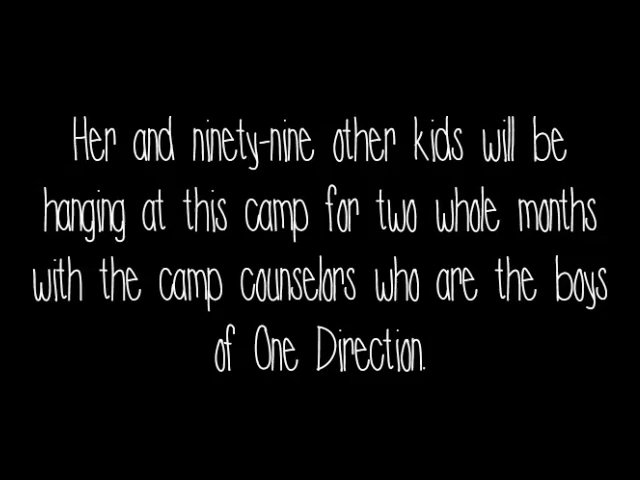 Her and ninety-nine other kids will be
hanging at this camp for two whole months
with the camp counselors who are the boys
of One Direction.